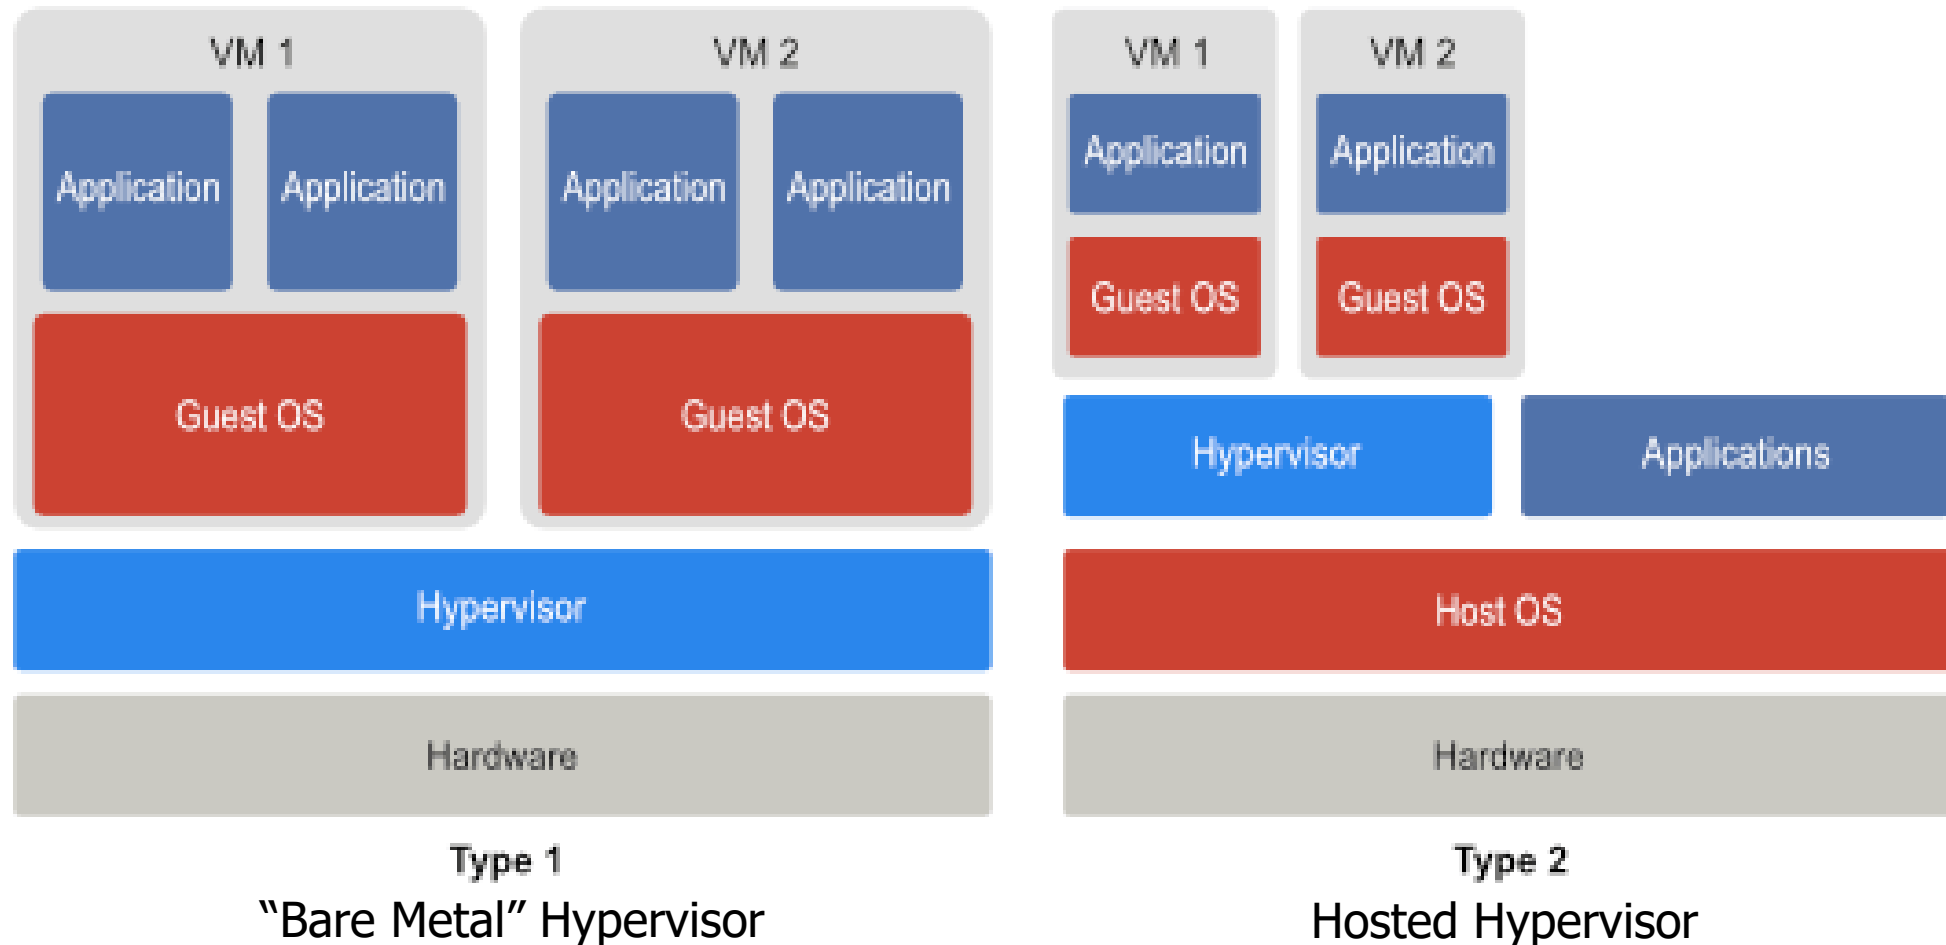 VM 1
VM 2
Application
Application
Application
Application
Guest OS
Guest OS
Hypervisor
Hardware
Type 1
“Bare Metal” Hypervisor
VM 1
VM 2
Application
Application
Guest OS
Guest OS
Hypervisor
Applications
Host OS
Hardware
Type 2
Hosted Hypervisor